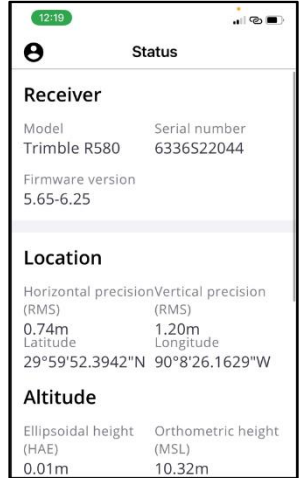 12:19
Status
Receiver
Model Serial number
Trimble R580 6336S22044
Firmware version
5.65-6.25
Location
Horizontal precision Vertical precision
(RMS) (RMS)
0.74m 1.20m
Latitude Longitude
29°59'52.3942"N 90°8'26.1629"W
Altitude
Ellipsoidal height Orthometric height
(HAE) (MSL)
0.01m 10.32m